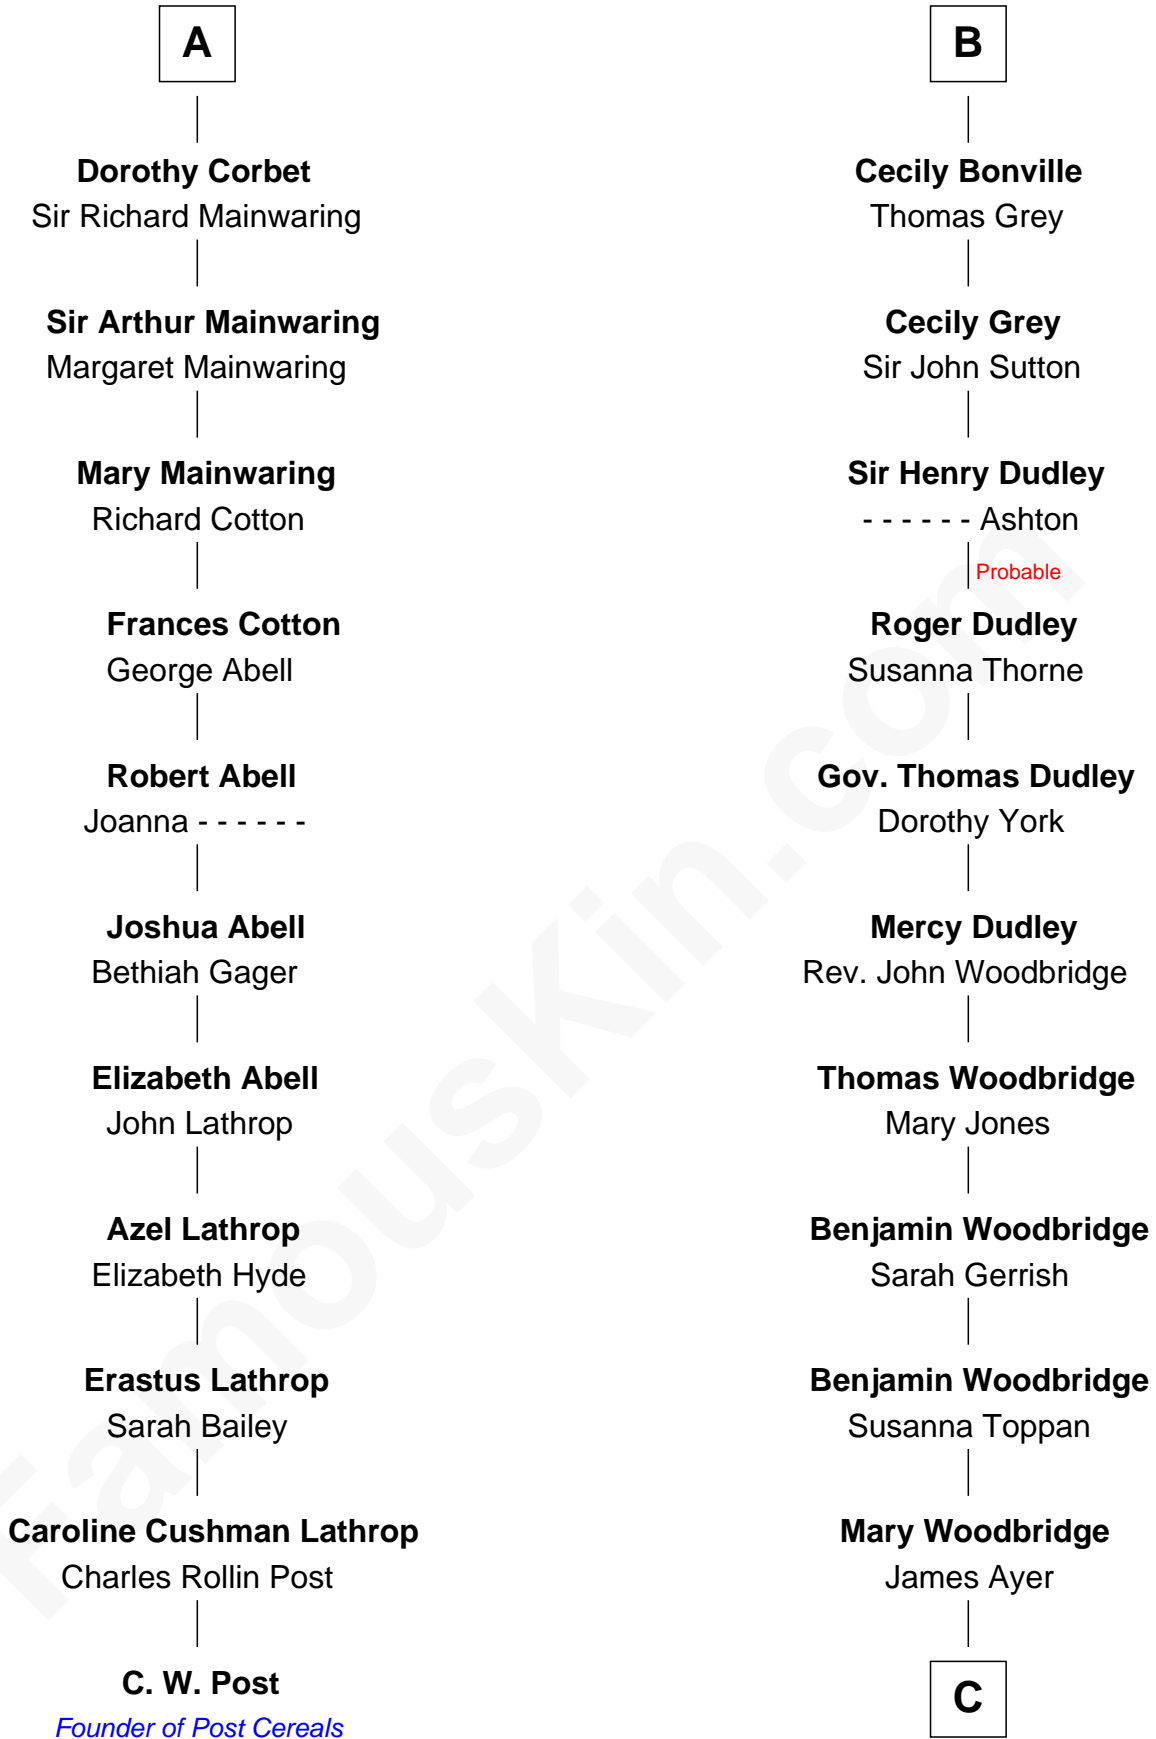 A
Dorothy Corbet
Sir Richard Mainwaring
Sir Arthur Mainwaring
Margaret Mainwaring
Mary Mainwaring
Richard Cotton
Frances Cotton
George Abell
Robert Abell
Joanna - - - - - -
Joshua Abell
Bethiah Gager
Elizabeth Abell
John Lathrop
Azel Lathrop
Elizabeth Hyde
Erastus Lathrop
Sarah Bailey
Caroline Cushman Lathrop
Charles Rollin Post
C. W. Post
Founder of Post Cereals
B
Cecily Bonville
Thomas Grey
Cecily Grey
Sir John Sutton
Sir Henry Dudley
- - - - - - Ashton
Probable
Roger Dudley
Susanna Thorne
Gov. Thomas Dudley
Dorothy York
Mercy Dudley
Rev. John Woodbridge
Thomas Woodbridge
Mary Jones
Benjamin Woodbridge
Sarah Gerrish
Benjamin Woodbridge
Susanna Toppan
Mary Woodbridge
James Ayer
C
FamousKin.com